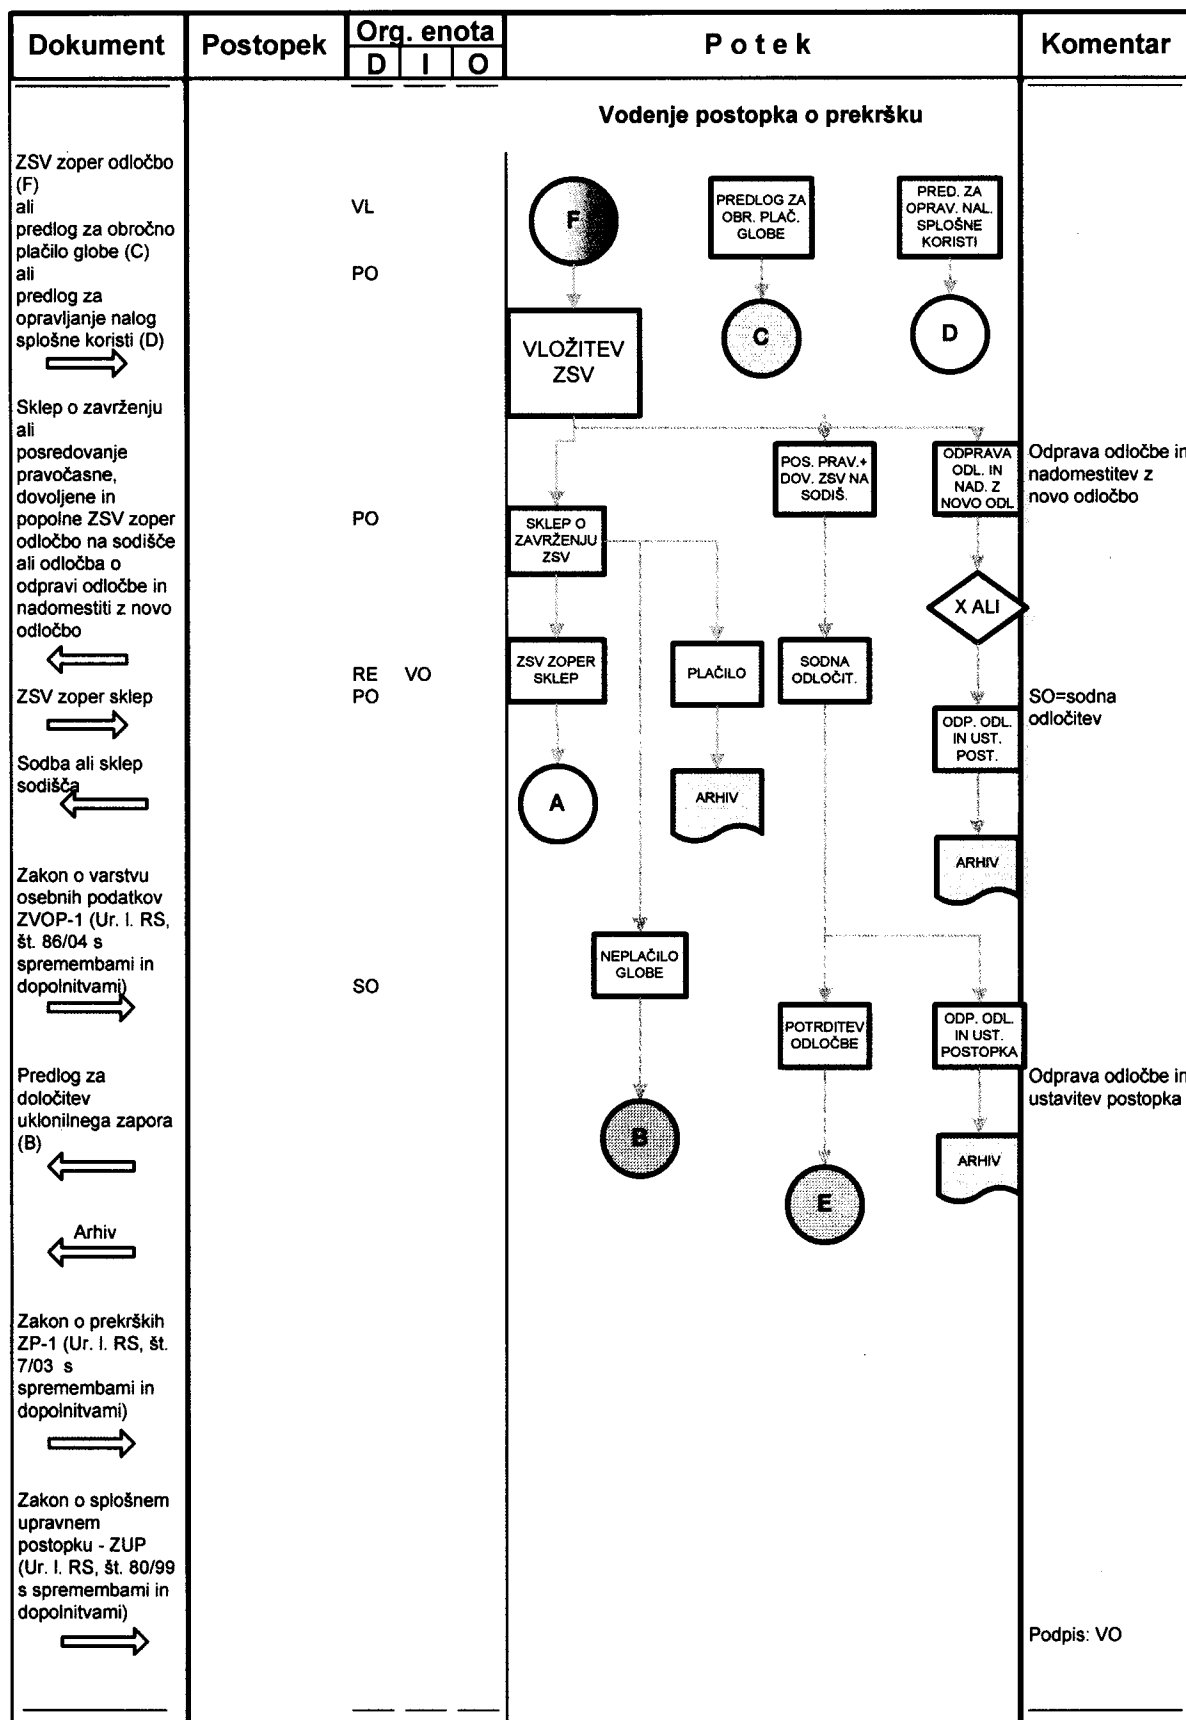 Dokument
Postopek
Org. enota
D I O
P o t e k
Komentar
Vodenje postopka o prekršku
ZSV zoper odločbo
(F)
ali
predlog za obročno
plačilo globe (C)
ali
predlog za
opravljanje nalog
splošne koristi (D)
Sklep o zavrženju
ali
posredovanje
pravočasne,
dovoljene in
popolne ZSV zoper
odločbo na sodišče
ali odločba o
odpravi odločbe in
nadomestiti z novo
odločbo
ZSV zoper sklep
Sodba ali sklep
sodišča
Zakon o varstvu
osebnih podatkov
ZVOP-1 (Ur. l. RS,
št. 86/04 s
spremembami in
dopolnitvami)
Predlog za
določitev
uklonilnega zapora
(B)
Arhiv
Zakon o prekrških
ZP-1 (Ur. l. RS, št.
7/03 s
spremembami in
dopolnitvami)
Zakon o splošnem
upravnem
postopku - ZUP
(Ur. l. RS, št. 80/99
s spremembami in
dopolnitvami)
VL
PO
PO
RE VO
PO
SO
F
PREDLOG ZA
OBR. PLAČ.
GLOBE
PRED. ZA
OPRAV. NAL.
SPLOŠNE
KORISTI
C
D
VLOŽITEV
ZSV
POS. PRAV.+
DOV. ZSV NA
SODIŠ.
ODPRAVA
ODL. IN
NAD. Z
NOVO ODL
SKLEP O
ZAVRŽENJU
ZSV
X ALI
ZSV ZOPER
SKLEP
PLAČILO
SODNA
ODLOČIT.
ODP. ODL.
IN UST.
POST.
A
ARHIV
ARHIV
NEPLAČILO
GLOBE
POTRDITEV
ODLOČBE
ODP. ODL.
IN UST.
POSTOPKA
B
E
ARHIV
Odprava odločbe in
nadomestitev z
novo odločbo
SO=sodna
odločitev
Odprava odločbe in
ustavitev postopka
Podpis: VO